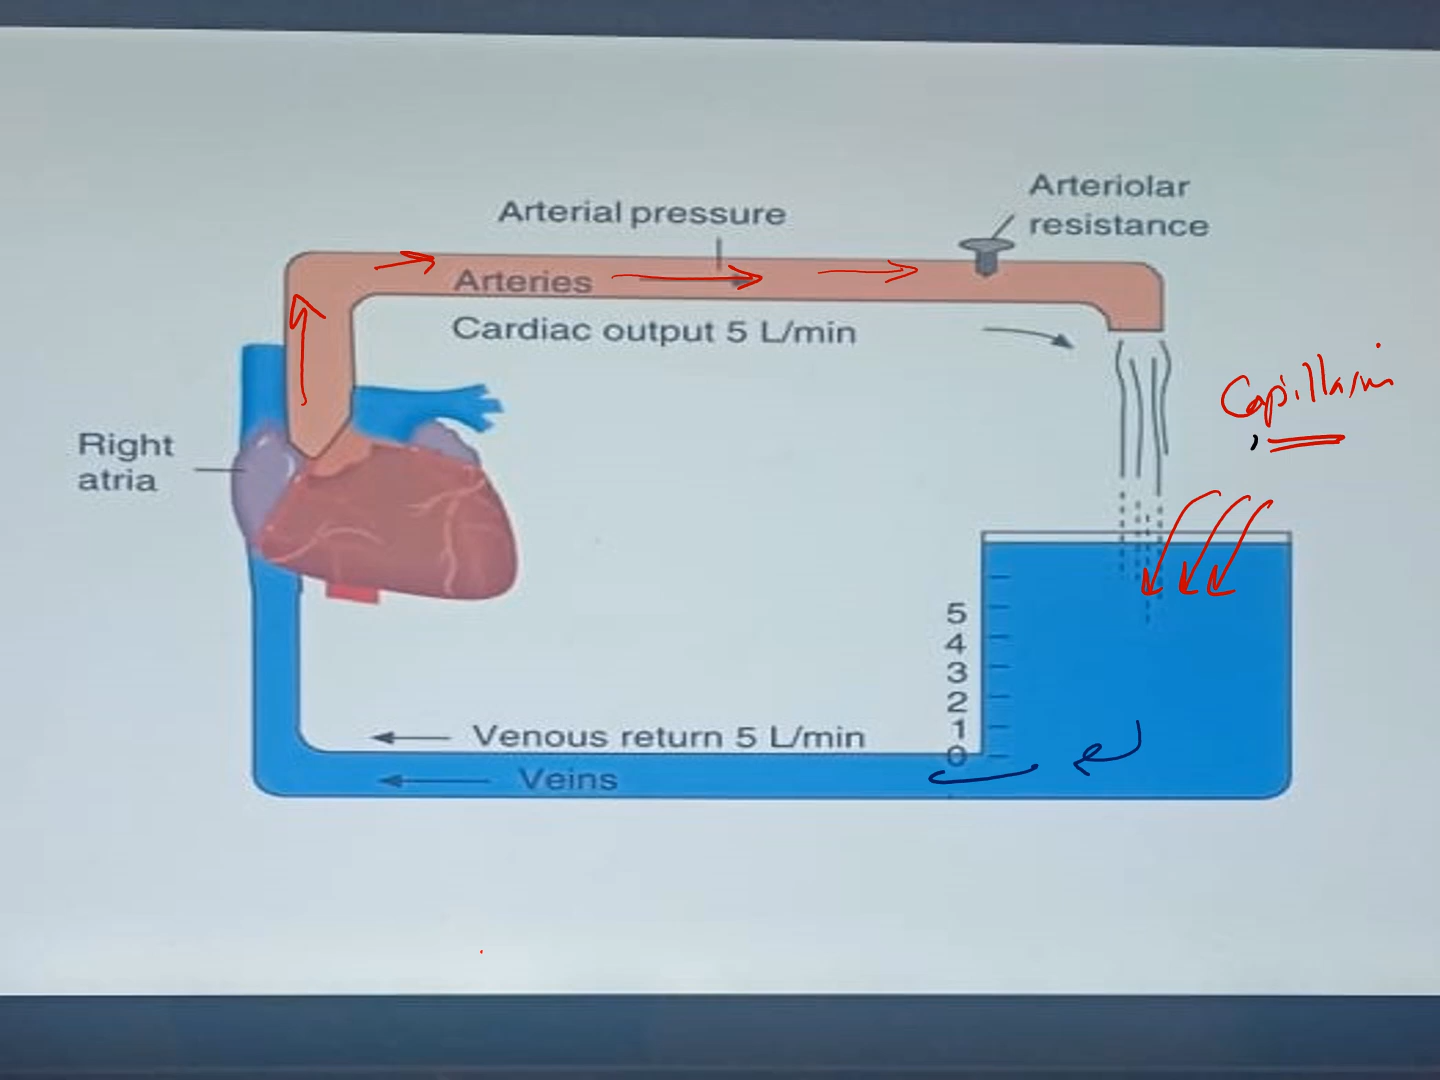 Arteriolar
resistance
Arterial pressure
Arteries
Cardiac output 5 L/min
Right
atria
5
4
3
2
1
0
Venous return 5 L/min
Veins